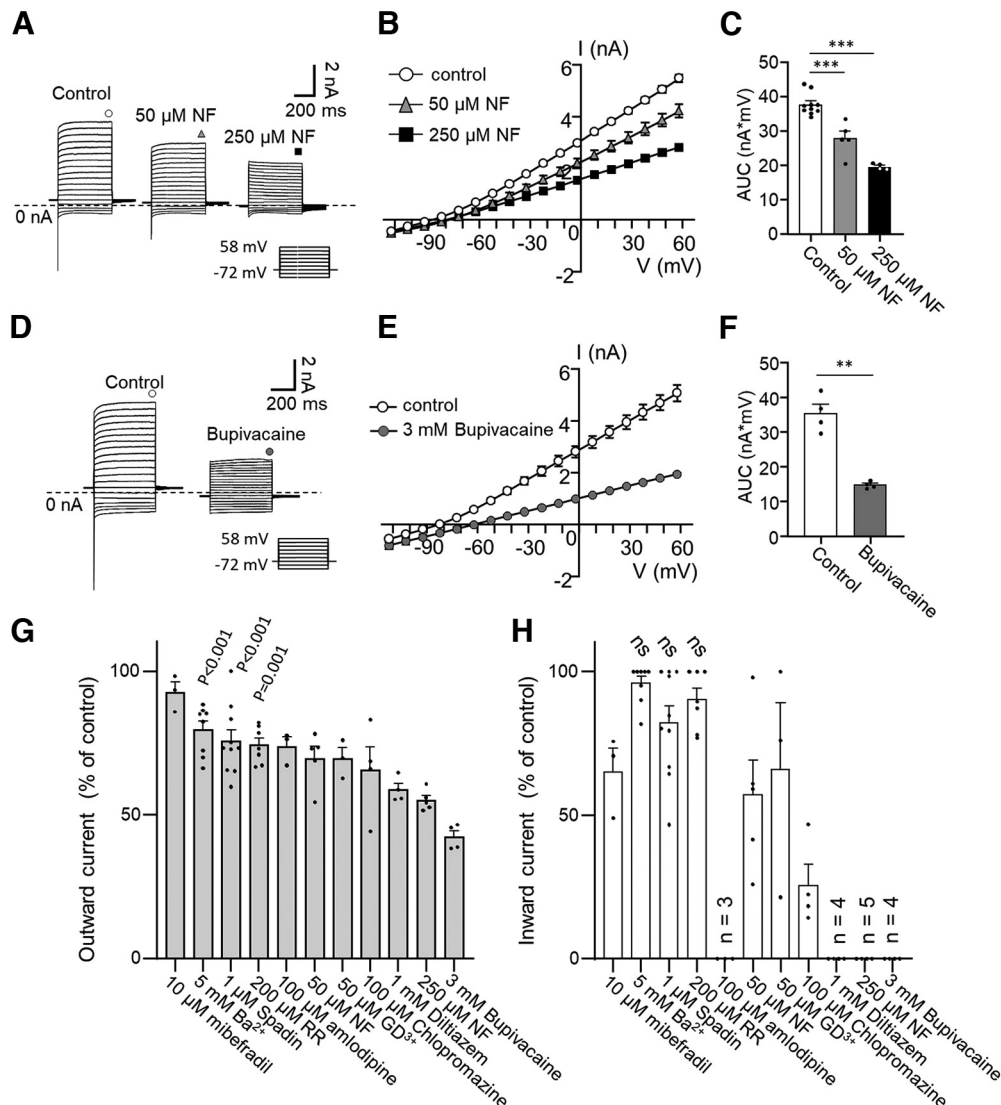 A
Control
50 µM NF
250 µM NF
2 nA
200 ms
0 nA
58 mV
-72 mV
B
I (nA)
control
50 µM NF
250 µM NF
6
4
2
0
-2
-90
-60
-30
30
60
V (mV)
C
***
***
AUC (nA*mV)
50
40
30
20
10
0
Control
50 µM NF
250 µM NF
D
Control
Bupivacaine
2 nA
200 ms
0 nA
58 mV
-72 mV
E
I (nA)
control
3 mM Bupivacaine
6
4
2
0
-2
-90
-60
-30
30
60
V (mV)
F
**
AUC (nA*mV)
50
40
30
20
10
0
Control
Bupivacaine
G
P<0.001
P<0.001
P=0.001
Outward current (% of control)
100
50
0
10 µM mibefradil
5 mM Ba2+
1 µM Spadin
200 µM RR
100 µM amlodipine
50 µM NF
50 µM GD3+
100 µM Chlopromazine
1 mM Diltiazem
250 µM NF
3 mM Bupivacaine
H
ns
ns
ns
Inward current (% of control)
100
50
0
n = 3
n = 4
n = 5
n = 4
10 µM mibefradil
5 mM Ba2+
1 µM Spadin
200 µM RR
100 µM amlodipine
50 µM NF
50 µM GD3+
100 µM Chlopromazine
1 mM Diltiazem
250 µM NF
3 mM Bupivacaine